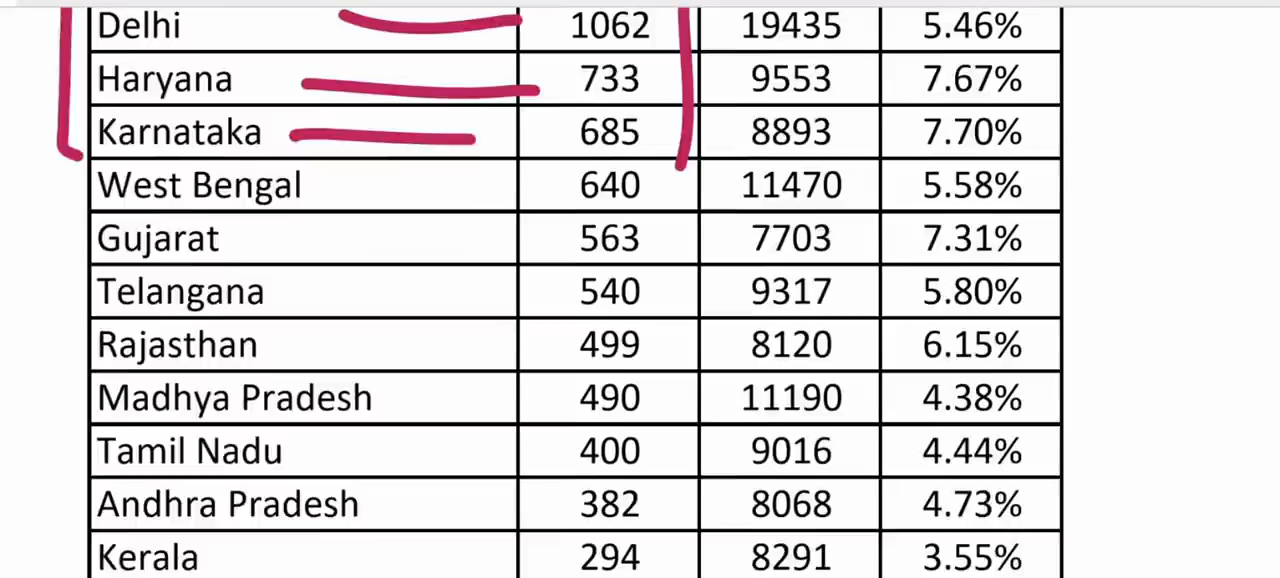 Delhi 1062 19435 5.46%
Haryana 733 9553 7.67%
Karnataka 685 8893 7.70%
West Bengal 640 11470 5.58%
Gujarat 563 7703 7.31%
Telangana 540 9317 5.80%
Rajasthan 499 8120 6.15%
Madhya Pradesh 490 11190 4.38%
Tamil Nadu 400 9016 4.44%
Andhra Pradesh 382 8068 4.73%
Kerala 294 8291 3.55%